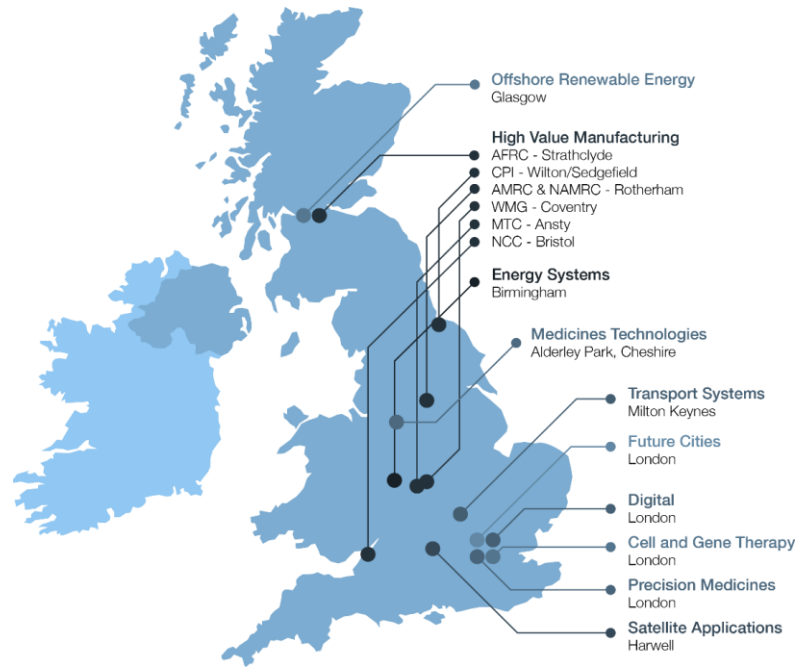 Offshore Renewable Energy
Glasgow
High Value Manufacturing
AFRC - Strathclyde
CPI - Wilton/Sedgefield
AMRC & NAMRC - Rotherham
WMG - Coventry
MTC - Ansty
NCC - Bristol
Energy Systems
Birmingham
Medicines Technologies
Alderley Park, Cheshire
Transport Systems
Milton Keynes
Future Cities
London
Digital
London
Cell and Gene Therapy
London
Precision Medicines
London
Satellite Applications
Harwell